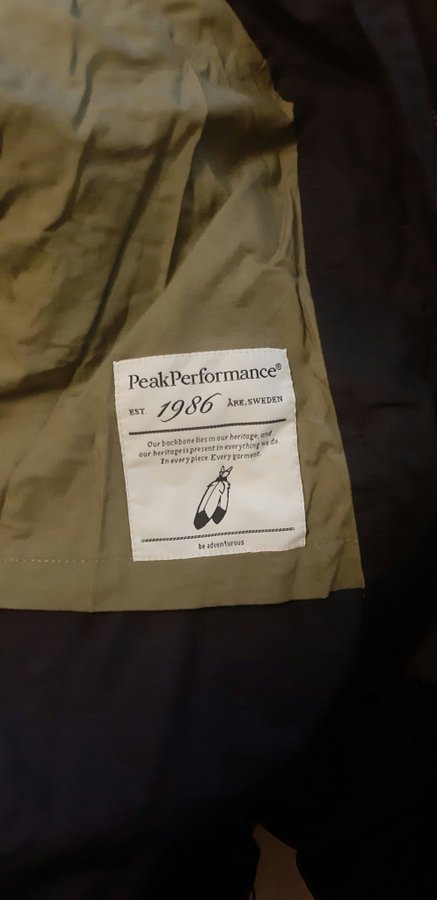 PeakPerformance®
EST. 1986 ÅRE, SWEDEN
Our backbone lies in our heritage, and
our heritage is present in everything we do.
In every piece. Every garment.
be adventurous